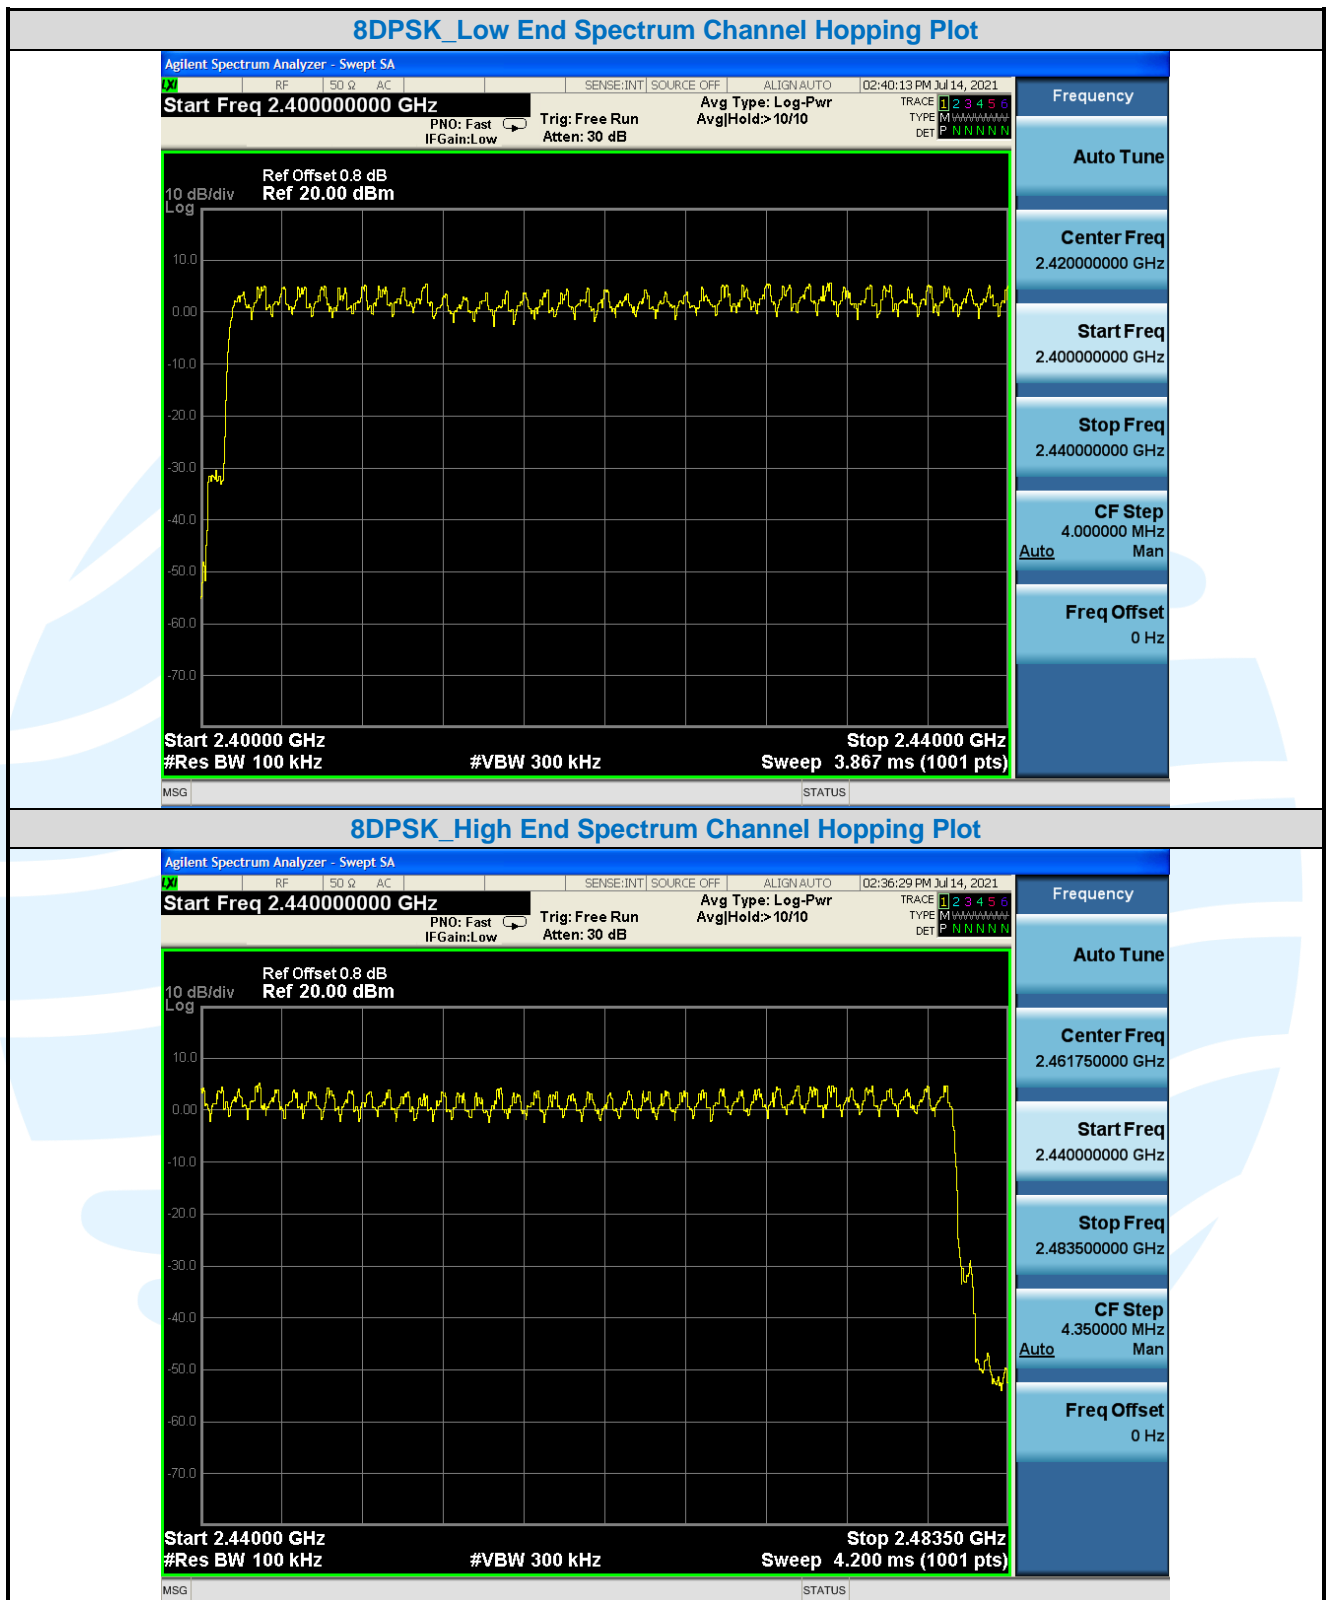 8DPSK_Low End Spectrum Channel Hopping Plot
Agilent Spectrum Analyzer - Swept SA
LXI RF 50 Ω AC SENSE:INT SOURCE OFF ALIGN AUTO 02:40:13 PM Jul 14, 2021
Start Freq 2.400000000 GHz
PNO: Fast
IFGain:Low
Trig: Free Run
Atten: 30 dB
Avg Type: Log-Pwr
Avg|Hold:> 10/10
TRACE 1 2 3 4 5 6
TYPE M
DET P N N N N N
Frequency
Auto Tune
Center Freq
2.420000000 GHz
Start Freq
2.400000000 GHz
Stop Freq
2.440000000 GHz
CF Step
4.000000 MHz
Auto Man
Freq Offset
0 Hz
Ref Offset 0.8 dB
10 dB/div Ref 20.00 dBm
Log
10.0
0.00
-10.0
-20.0
-30.0
-40.0
-50.0
-60.0
-70.0
Start 2.40000 GHz Stop 2.44000 GHz
#Res BW 100 kHz #VBW 300 kHz Sweep 3.867 ms (1001 pts)
MSG STATUS
8DPSK_High End Spectrum Channel Hopping Plot
Agilent Spectrum Analyzer - Swept SA
LXI RF 50 Ω AC SENSE:INT SOURCE OFF ALIGN AUTO 02:36:29 PM Jul 14, 2021
Start Freq 2.440000000 GHz
PNO: Fast
IFGain:Low
Trig: Free Run
Atten: 30 dB
Avg Type: Log-Pwr
Avg|Hold:> 10/10
TRACE 1 2 3 4 5 6
TYPE M
DET P N N N N N
Frequency
Auto Tune
Center Freq
2.461750000 GHz
Start Freq
2.440000000 GHz
Stop Freq
2.483500000 GHz
CF Step
4.350000 MHz
Auto Man
Freq Offset
0 Hz
Ref Offset 0.8 dB
10 dB/div Ref 20.00 dBm
Log
10.0
0.00
-10.0
-20.0
-30.0
-40.0
-50.0
-60.0
-70.0
Start 2.44000 GHz Stop 2.48350 GHz
#Res BW 100 kHz #VBW 300 kHz Sweep 4.200 ms (1001 pts)
MSG STATUS